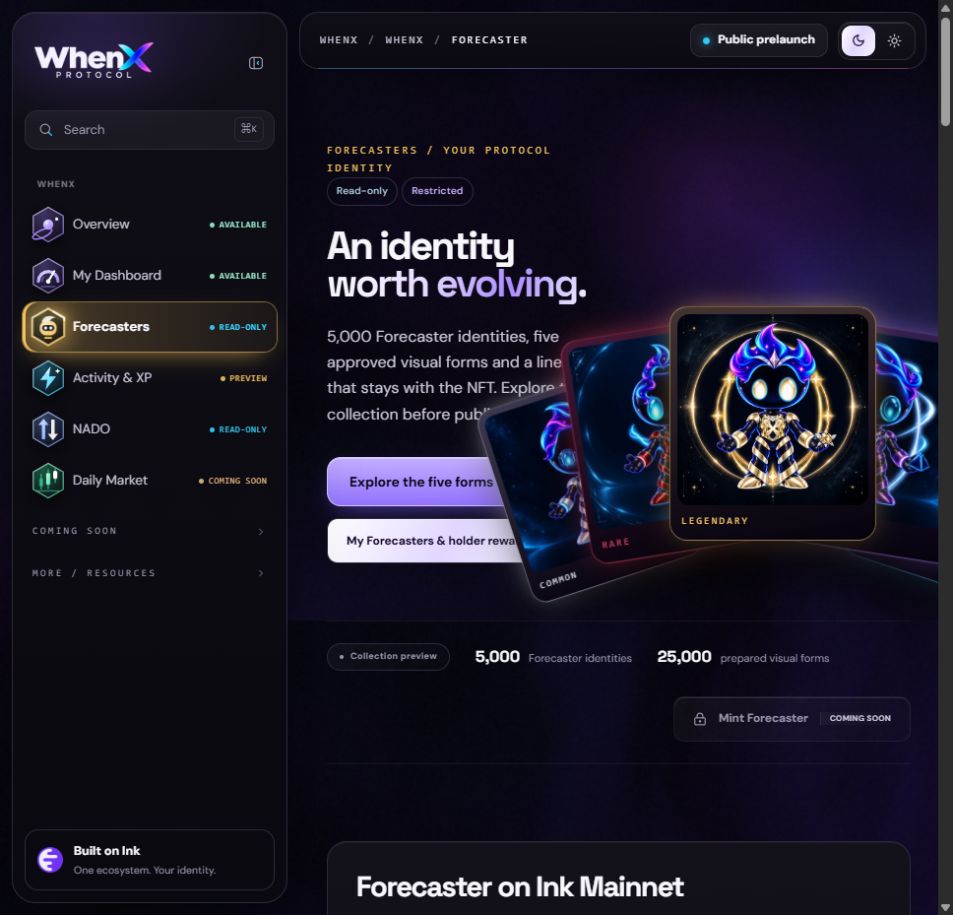 WhenX
PROTOCOL
Search
⌘K
WHENX
Overview
AVAILABLE
My Dashboard
AVAILABLE
Forecasters
READ-ONLY
Activity & XP
PREVIEW
NADO
READ-ONLY
Daily Market
COMING SOON
COMING SOON
MORE / RESOURCES
Built on Ink
One ecosystem. Your identity.
WHENX / WHENX / FORECASTER
Public prelaunch
FORECASTERS / YOUR PROTOCOL
IDENTITY
Read-only
Restricted
An identity
worth evolving.
5,000 Forecaster identities, five
approved visual forms and a line
that stays with the NFT. Explore
collection before
Explore the five forms
My Forecasters & holder
COMMON
RARE
LEGENDARY
Collection preview
5,000 Forecaster identities
25,000 prepared visual forms
Mint Forecaster
COMING SOON
Forecaster on Ink Mainnet